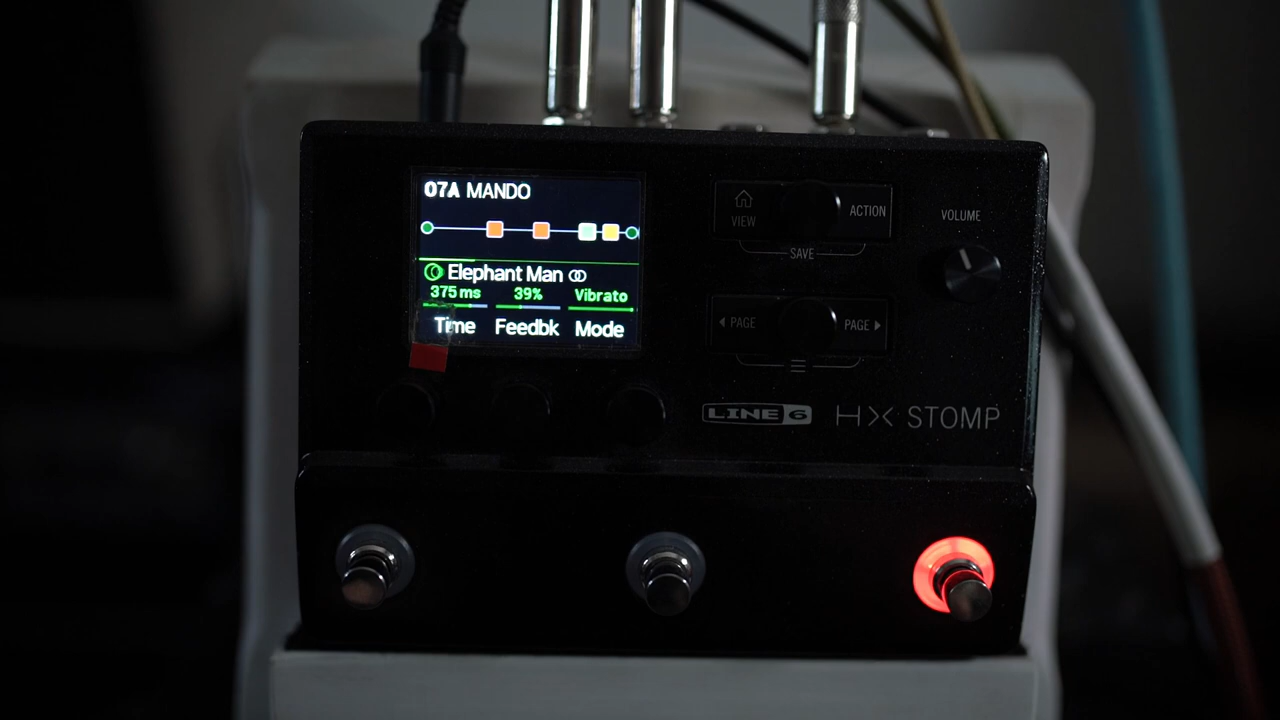 07A MANDO
Elephant Man
375 ms 39% Vibrato
Time Feedbk Mode
VIEW ACTION
SAVE
VOLUME
PAGE PAGE
LINE 6 HX STOMP